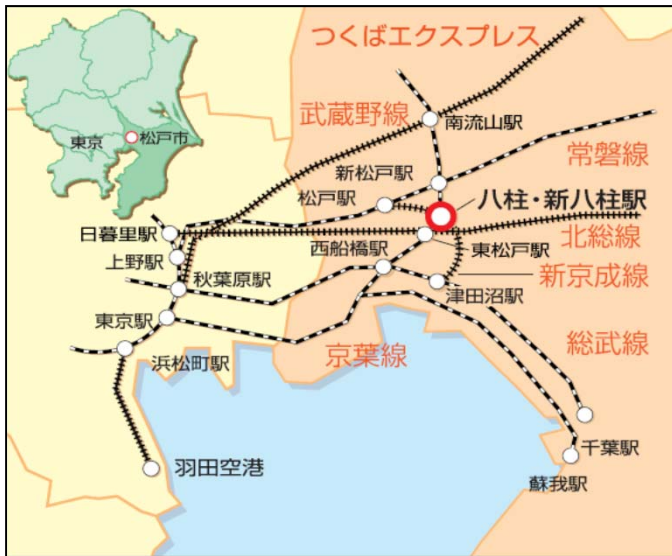 つくばエクスプレス
武蔵野線
南流山駅
東京
松戸市
新松戸駅
常磐線
松戸駅
八柱・新八柱駅
日暮里駅
北総線
西船橋駅
東松戸駅
上野駅
秋葉原駅
新京成線
津田沼駅
東京駅
浜松町駅
京葉線
総武線
千葉駅
羽田空港
蘇我駅